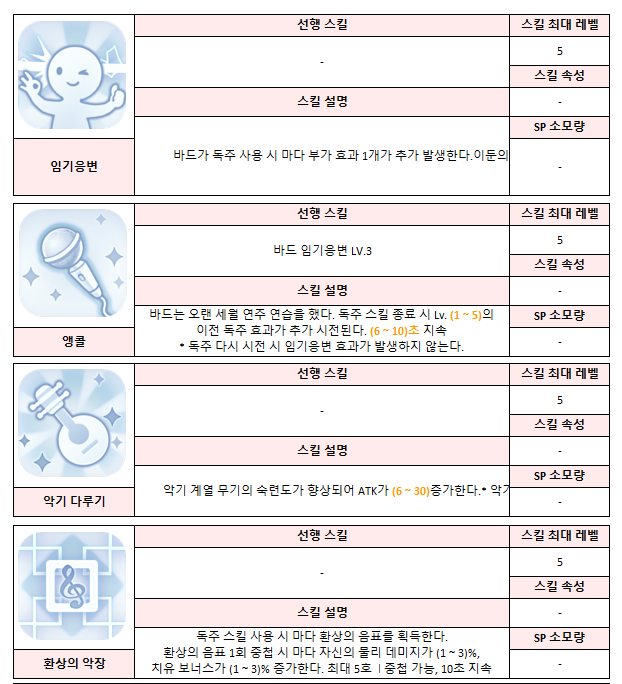 선행 스킬
스킬 최대 레벨
-
5
스킬 속성
스킬 설명
-
SP 소모량
임기응변
바드가 독주 사용 시 마다 부가 효과 1개가 추가 발생한다.이둔의
-
선행 스킬
스킬 최대 레벨
바드 임기응변 LV.3
5
스킬 속성
스킬 설명
-
바드는 오랜 세월 연주 연습을 했다. 독주 스킬 종료 시 Lv. (1 ~ 5)의
이전 독주 효과가 추가 시전된다. (6 ~ 10)초 지속
* 독주 다시 시전 시 임기응변 효과가 발생하지 않는다.
SP 소모량
앵콜
-
선행 스킬
스킬 최대 레벨
-
5
스킬 속성
스킬 설명
-
악기 계열 무기의 숙련도가 향상되어 ATK가 (6 ~ 30)증가한다.* 악기
SP 소모량
악기 다루기
-
선행 스킬
스킬 최대 레벨
-
5
스킬 속성
스킬 설명
-
독주 스킬 사용 시 마다 환상의 음표를 획득한다.
환상의 음표 1회 중첩 시 마다 자신의 물리 데미지가 (1 ~ 3)%,
치유 보너스가 (1 ~ 3)% 증가한다. 최대 5호ㅣ중첩 가능, 10초 지속
SP 소모량
환상의 악장
-